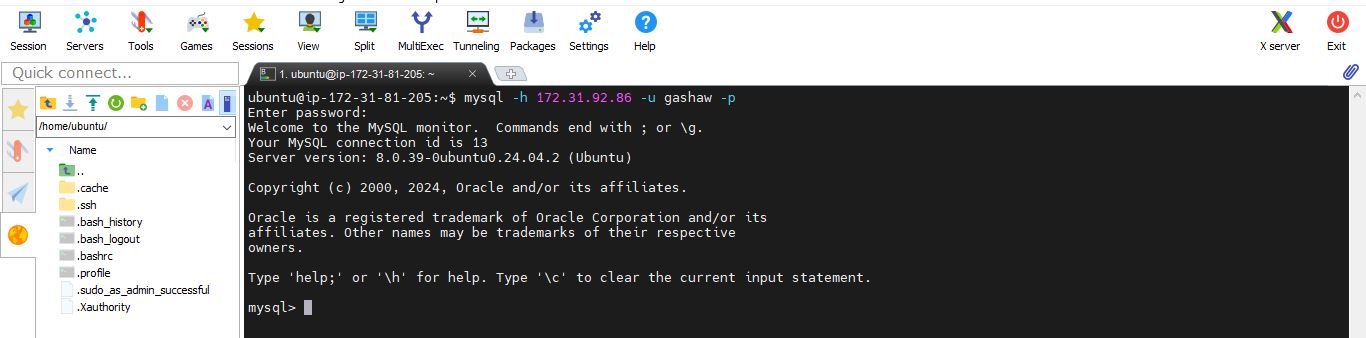 Session Servers Tools Games Sessions View Split MultiExec Tunneling Packages Settings Help X server Exit
Quick connect...
1. ubuntu@ip-172-31-81-205: ~
/home/ubuntu/
Name
..
.cache
.ssh
.bash_history
.bash_logout
.bashrc
.profile
.sudo_as_admin_successful
.Xauthority
ubuntu@ip-172-31-81-205:~$ mysql -h 172.31.92.86 -u gashaw -p
Enter password:
Welcome to the MySQL monitor.  Commands end with ; or \g.
Your MySQL connection id is 13
Server version: 8.0.39-0ubuntu0.24.04.2 (Ubuntu)
Copyright (c) 2000, 2024, Oracle and/or its affiliates.
Oracle is a registered trademark of Oracle Corporation and/or its
affiliates. Other names may be trademarks of their respective
owners.
Type 'help;' or '\h' for help. Type '\c' to clear the current input statement.
mysql>